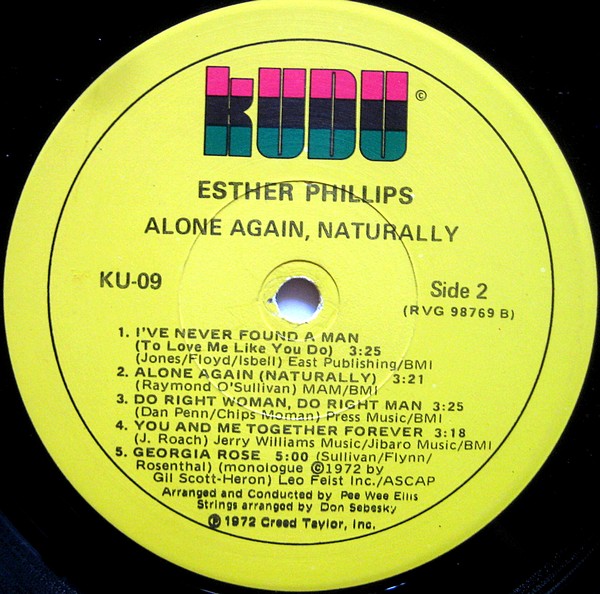 kUDU ©
ESTHER PHILLIPS
ALONE AGAIN, NATURALLY
KU-09
Side 2
(RVG 98769 B)
1. I'VE NEVER FOUND A MAN
(To Love Me Like You Do) 3:25
(Jones/Floyd/Isbell) East Publishing/BMI
2. ALONE AGAIN (NATURALLY) 3:21
(Raymond O'Sullivan) MAM/BMI
3. DO RIGHT WOMAN, DO RIGHT MAN 3:25
(Dan Penn/Chips Moman) Press Music/BMI
4. YOU AND ME TOGETHER FOREVER 3:18
(J. Roach) Jerry Williams Music/Jibaro Music/BMI
5. GEORGIA ROSE 5:00 (Sullivan/Flynn/
Rosenthal) (monologue ©1972 by
Gil Scott-Heron) Leo Feist Inc./ASCAP
Arranged and Conducted by Pee Wee Ellis
Strings arranged by Don Sebesky
℗ 1972 Creed Taylor, Inc.